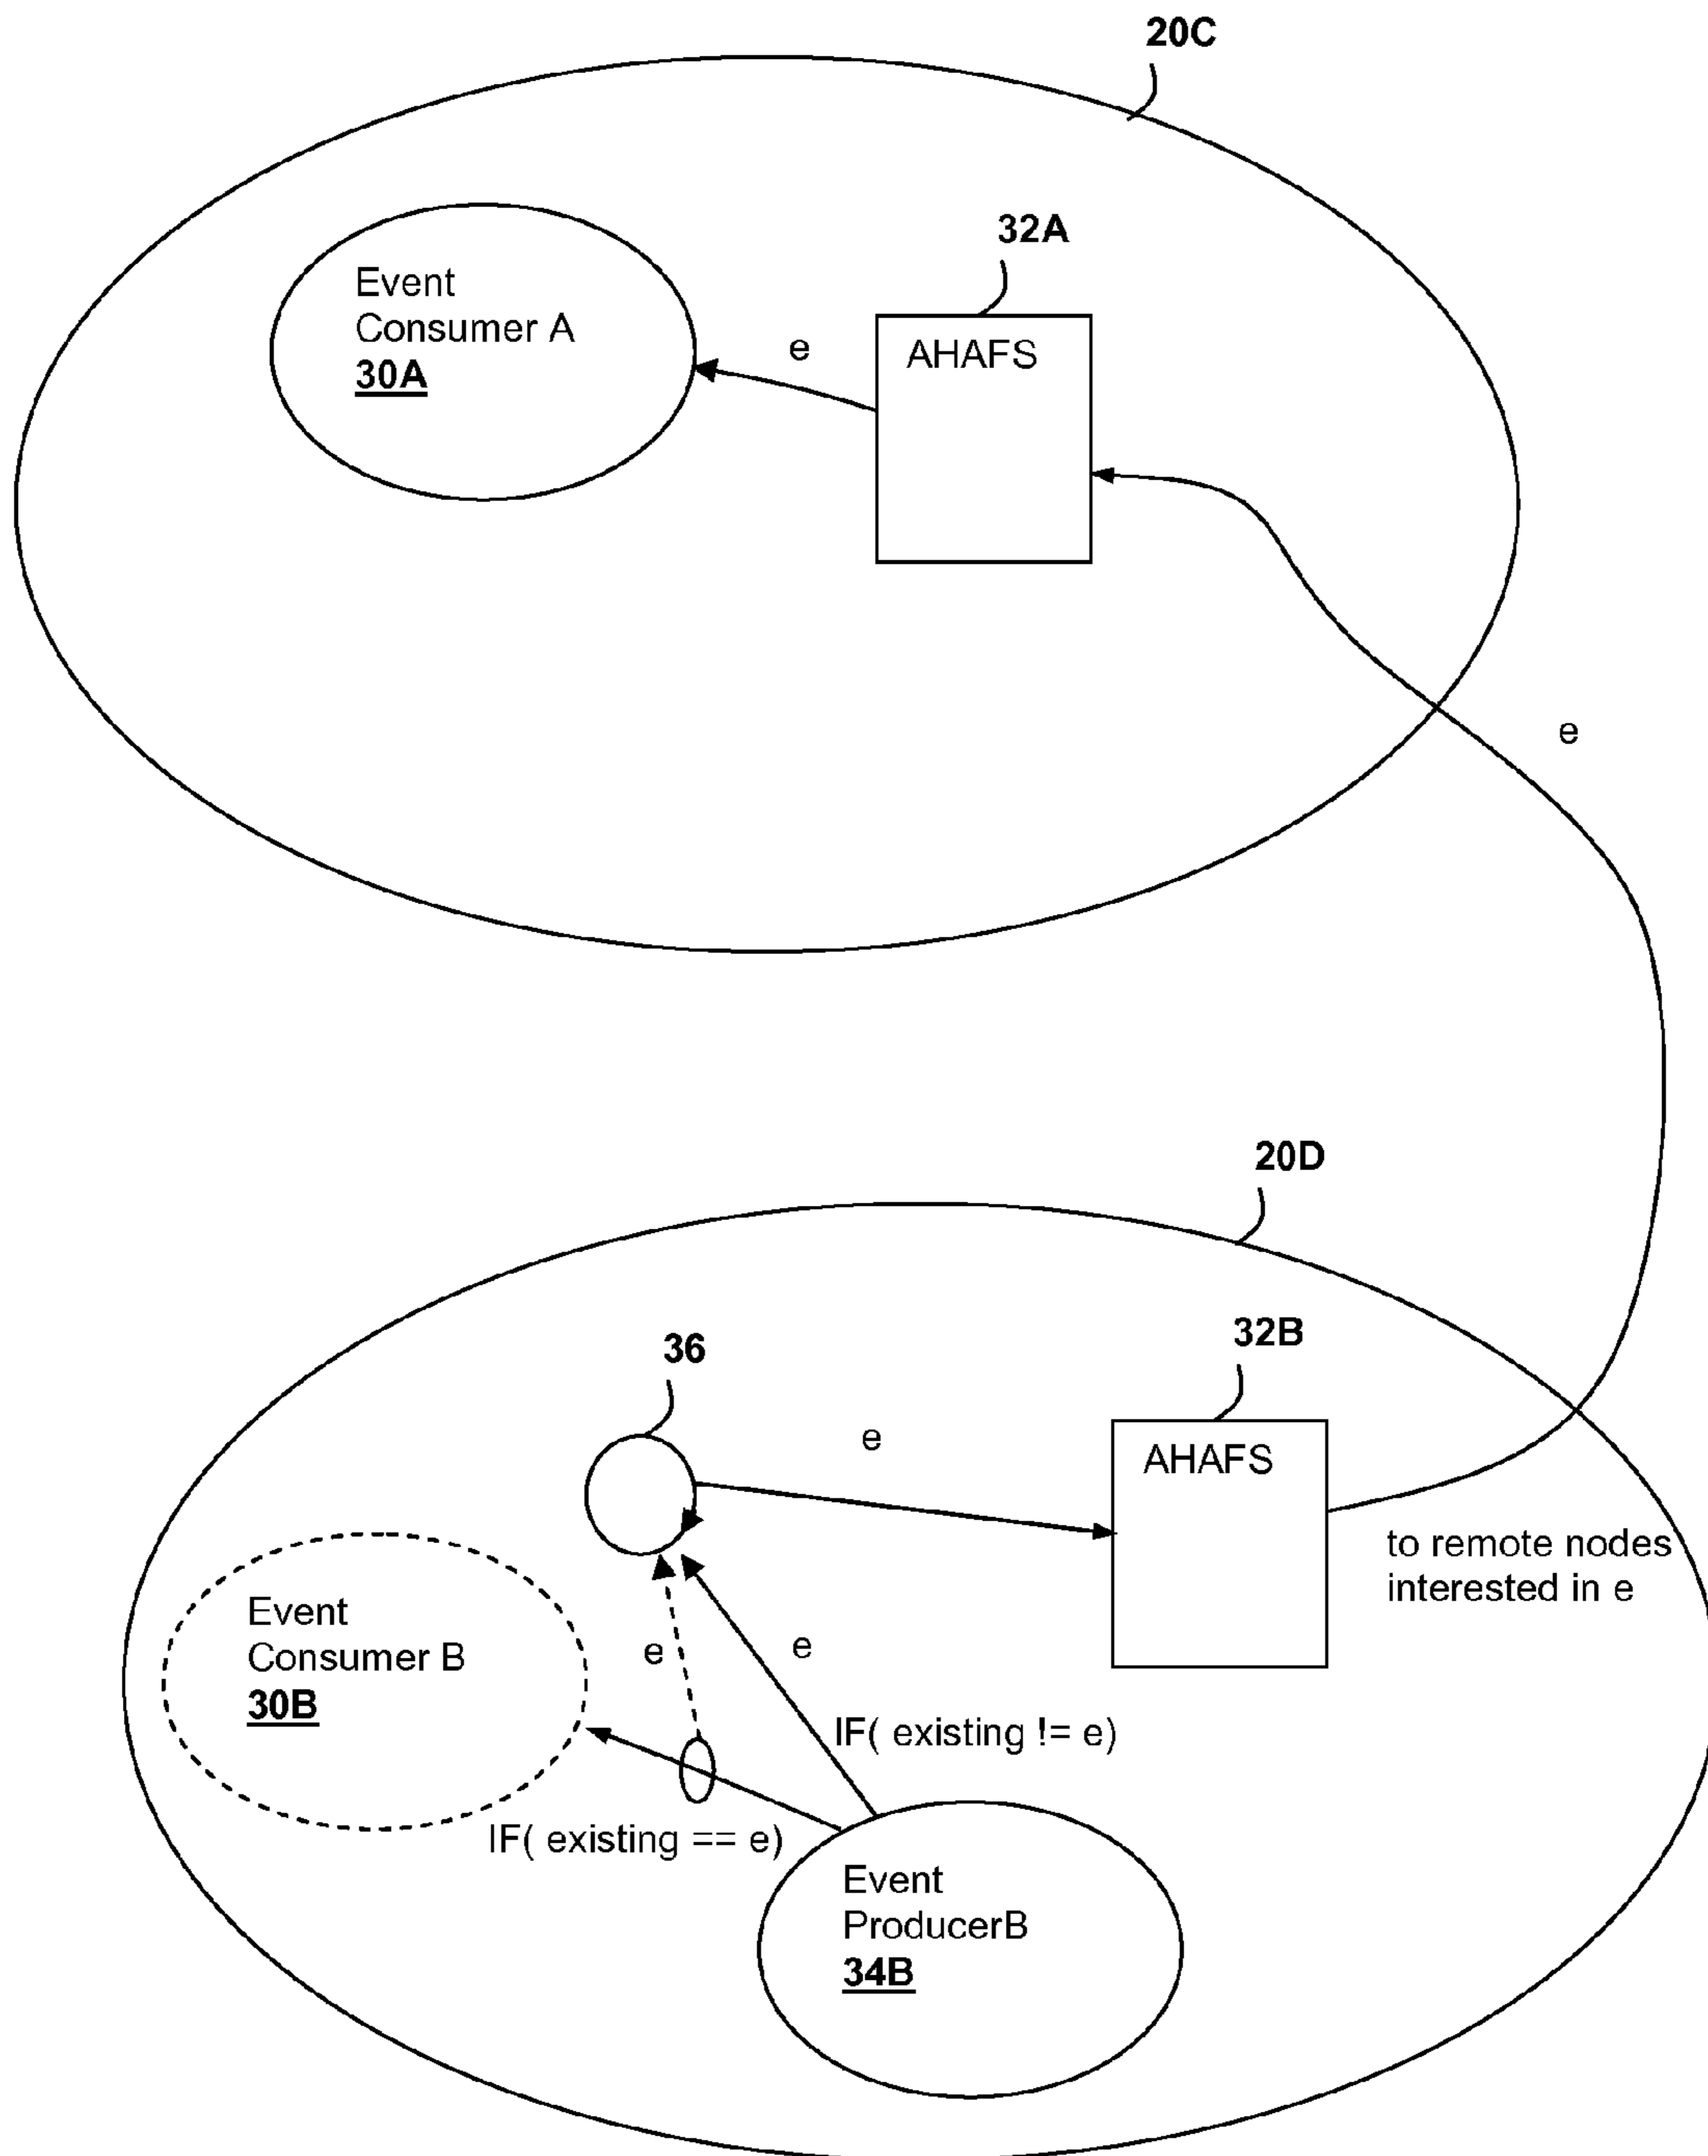 20C
32A
Event
Consumer A
30A
e
AHAFS
e
20D
32B
36
e
AHAFS
to remote nodes
interested in e
Event
Consumer B
30B
e
e
IF( existing != e)
IF( existing == e)
Event
ProducerB
34B